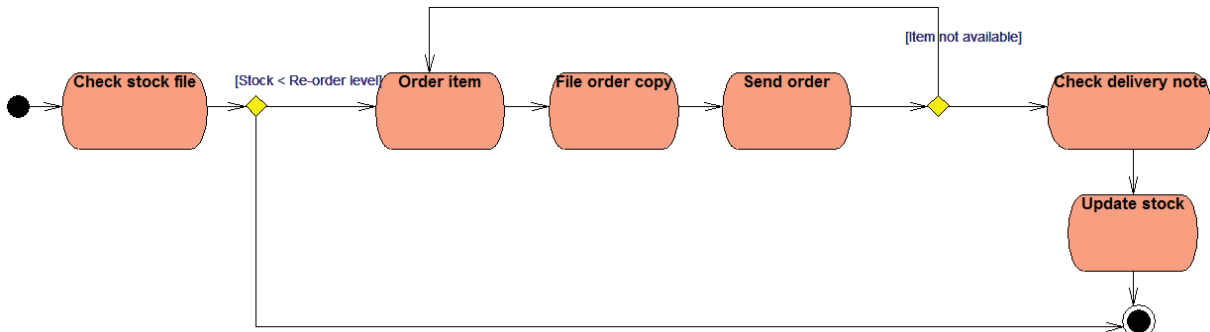 [Item not available]
Check stock file
[Stock < Re-order level]
Order item
File order copy
Send order
Check delivery note
Update stock